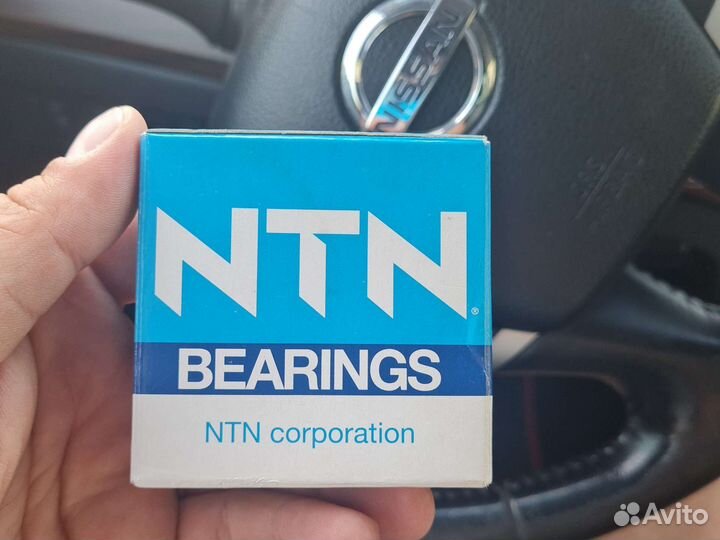 NISSAN
NTN®
BEARINGS
NTN corporation
Avito